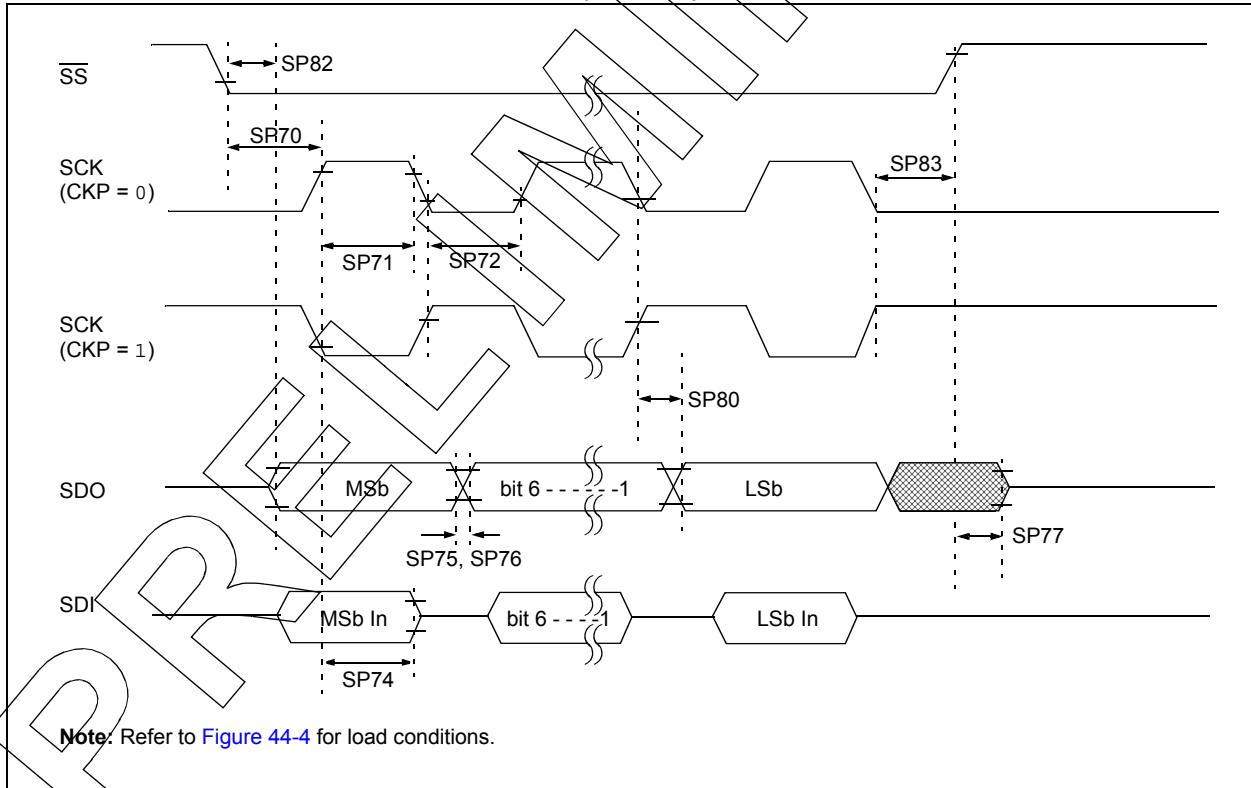 SS
SP82
SP70
SCK
(CKP = 0)
SP83
SP71
SP72
SCK
(CKP = 1)
SP80
SDO
MSb
bit 6 - - - - - -1
LSb
SP77
SP75, SP76
SDI
MSb In
bit 6 - - - -1
LSb In
SP74
Note: Refer to Figure 44-4 for load conditions.
PRELIMIN